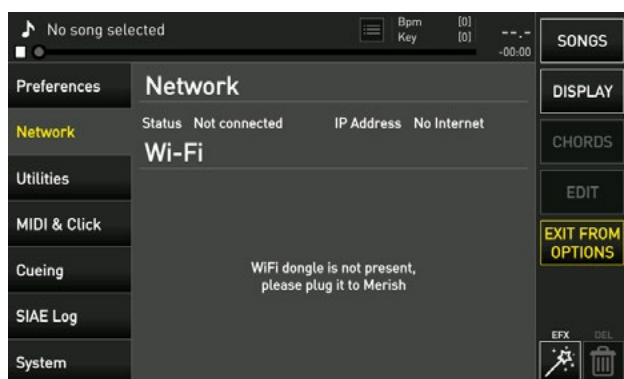 No song selected
Bpm [0]
Key [0]
--.-
-00:00
SONGS
Preferences
Network
DISPLAY
Network
Status Not connected IP Address No Internet
CHORDS
Wi-Fi
Utilities
EDIT
MIDI & Click
EXIT FROM
OPTIONS
Cueing
WiFi dongle is not present,
please plug it to Merish
SIAE Log
EFX DEL
System